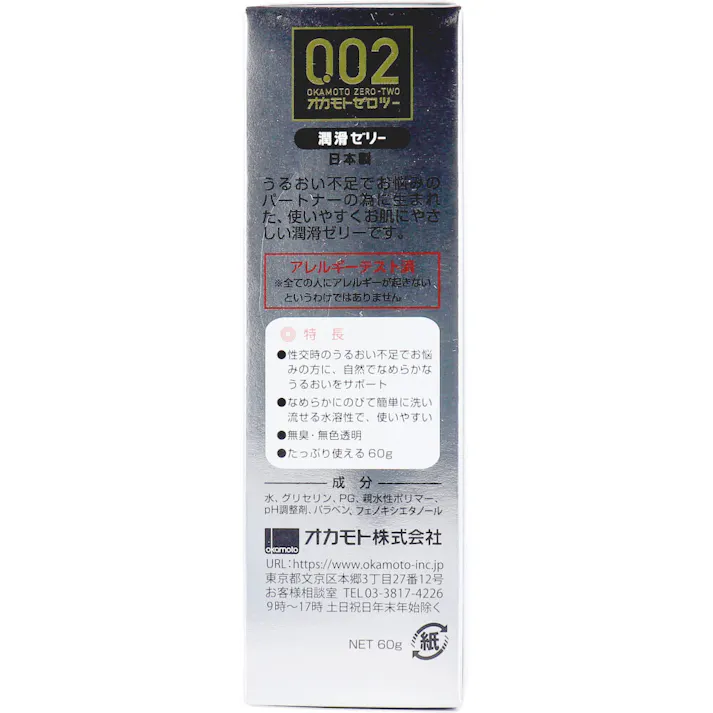 0.02
OKAMOTO ZERO-TWO
オカモトゼロツー
潤滑ゼリー
日本製
うるおい不足でお悩みの
パートナーの為に生まれ
た、使いやすくお肌にやさ
しい潤滑ゼリーです。
アレルギーテスト済
※全ての人にアレルギーが起きない
というわけではありません
特長
●性交時のうるおい不足でお悩
みの方に、自然でなめらかな
うるおいをサポート
●なめらかにのびて簡単に洗い
流せる水溶性で、使いやすい
●無臭・無色透明
●たっぷり使える60g
成分
水、グリセリン、PG、親水性ポリマー、
pH調整剤、パラベン、フェノキシエタノール
okamoto オカモト株式会社
URL:https://www.okamoto-inc.jp
東京都文京区本郷3丁目27番12号
お客様相談室 TEL03-3817-4226
9時〜17時 土日祝日年末年始除く
NET 60g 紙